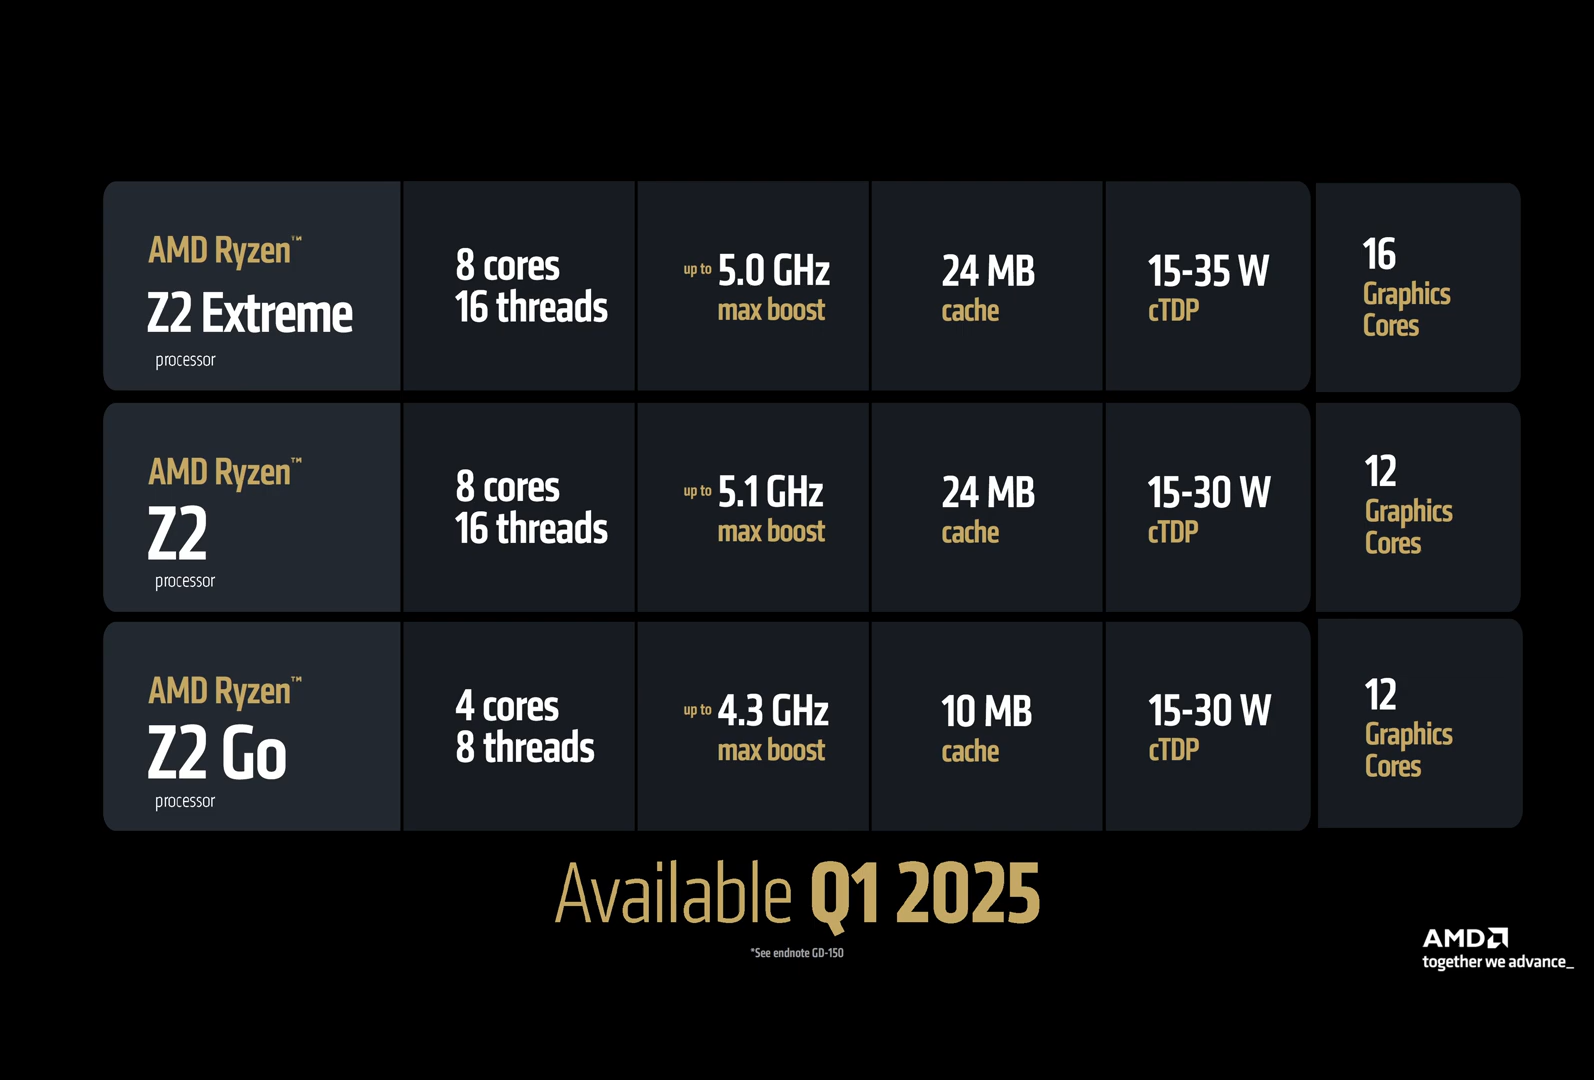 AMD Ryzen™
Z2 Extreme
processor
8 cores
16 threads
up to 5.0 GHz
max boost
24 MB
cache
15-35 W
cTDP
16
Graphics
Cores
AMD Ryzen™
Z2
processor
8 cores
16 threads
up to 5.1 GHz
max boost
24 MB
cache
15-30 W
cTDP
12
Graphics
Cores
AMD Ryzen™
Z2 Go
processor
4 cores
8 threads
up to 4.3 GHz
max boost
10 MB
cache
15-30 W
cTDP
12
Graphics
Cores
Available Q1 2025
*See endnote GD-150
AMD
together we advance_